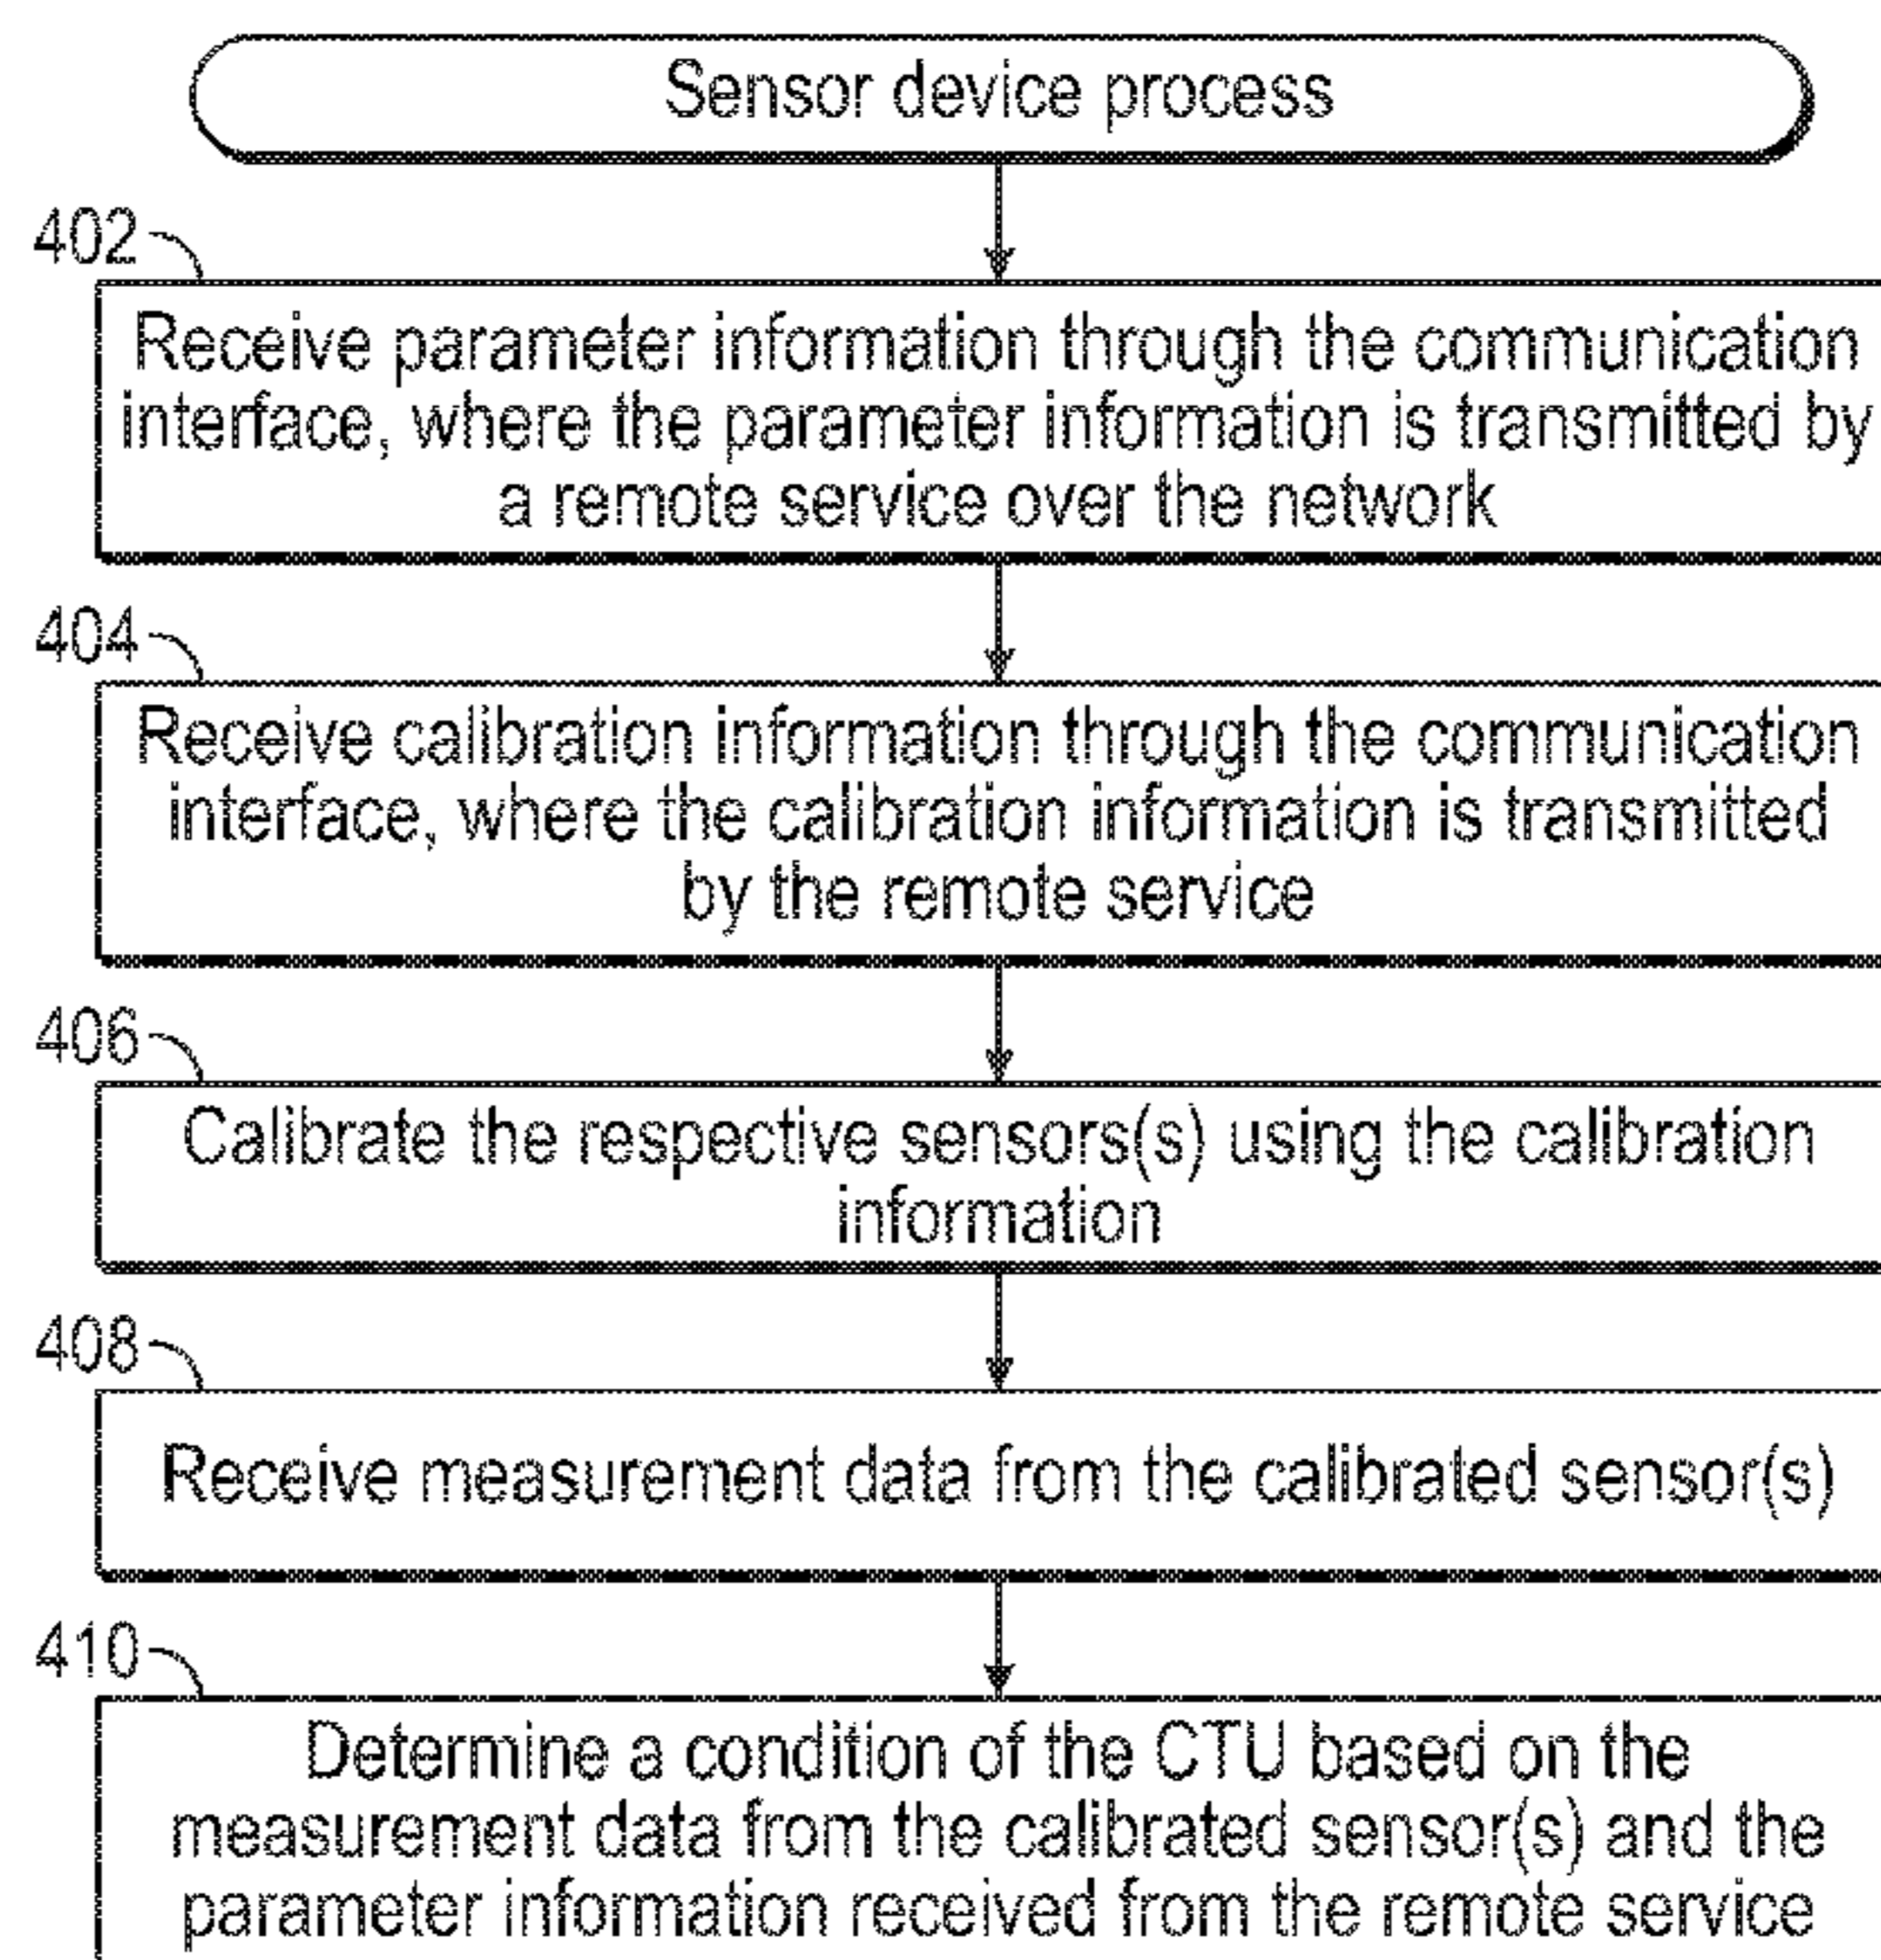 Sensor device process
402
Receive parameter information through the communication
interface, where the parameter information is transmitted by
a remote service over the network
404
Receive calibration information through the communication
interface, where the calibration information is transmitted
by the remote service
406
Calibrate the respective sensors(s) using the calibration
information
408
Receive measurement data from the calibrated sensor(s)
410
Determine a condition of the CTU based on the
measurement data from the calibrated sensor(s) and the
parameter information received from the remote service